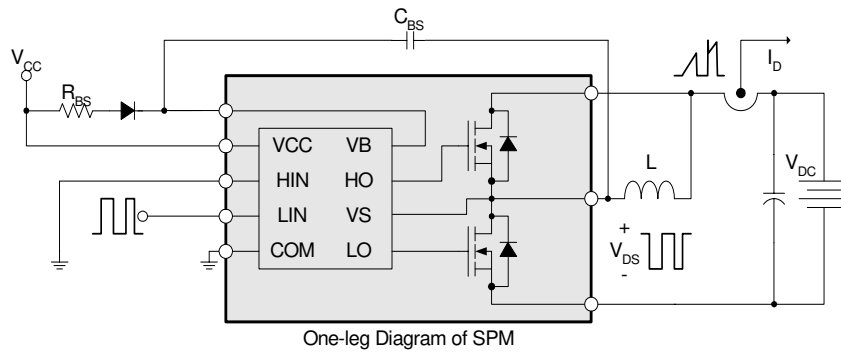 C_BS
V_CC
R_BS
I_D
VCC VB
HIN HO
LIN VS
COM LO
L
V_DC
+
V_DS
-
One-leg Diagram of SPM